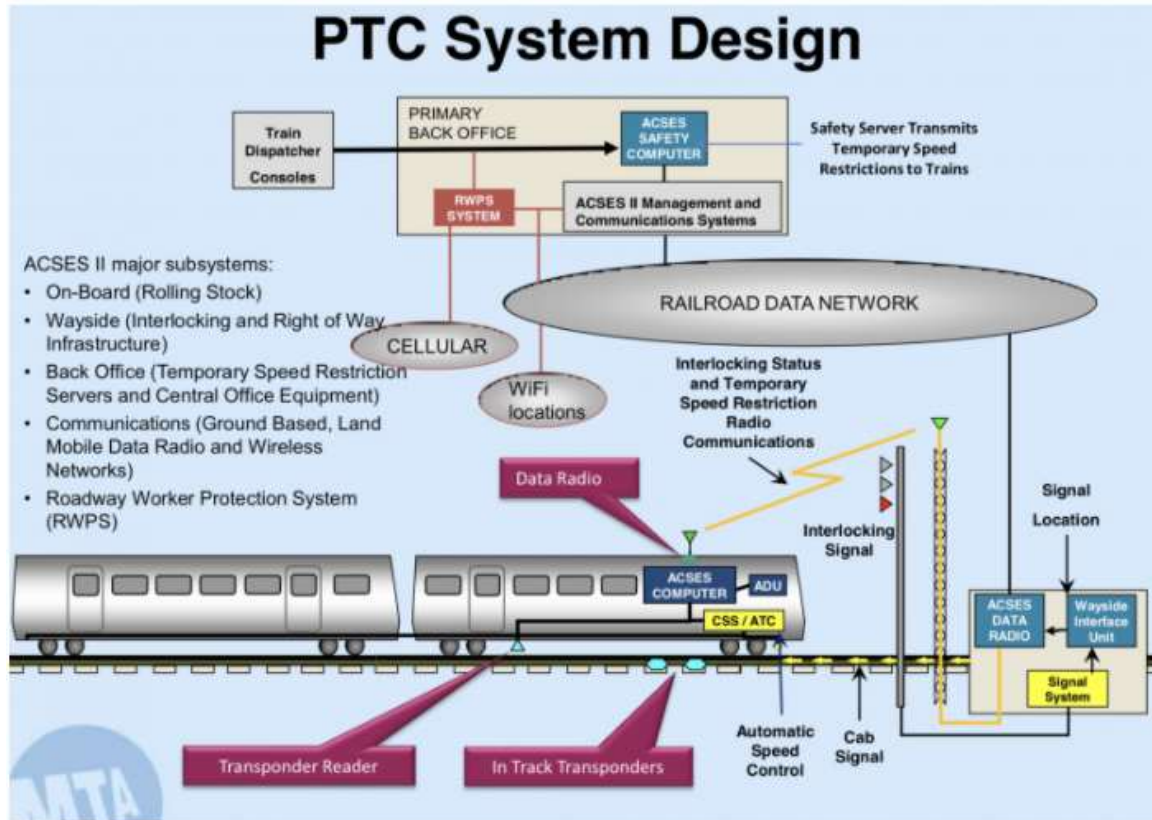 PTC System Design
Train
Dispatcher
Consoles
PRIMARY
BACK OFFICE
ACSES
SAFETY
COMPUTER
Safety Server Transmits
Temporary Speed
Restrictions to Trains
RWPS
SYSTEM
ACSES II Management and
Communications Systems
ACSES II major subsystems:
• On-Board (Rolling Stock)
• Wayside (Interlocking and Right of Way
Infrastructure)
• Back Office (Temporary Speed Restriction
Servers and Central Office Equipment)
• Communications (Ground Based, Land
Mobile Data Radio and Wireless
Networks)
• Roadway Worker Protection System
(RWPS)
RAILROAD DATA NETWORK
CELLULAR
WiFi
locations
Interlocking Status
and Temporary
Speed Restriction
Radio
Communications
Data Radio
Interlocking
Signal
Signal
Location
ACSES
COMPUTER
ADU
CSS / ATC
ACSES
DATA
RADIO
Wayside
Interface
Unit
Signal
System
Transponder Reader
In Track Transponders
Automatic
Speed
Control
Cab
Signal
MTA